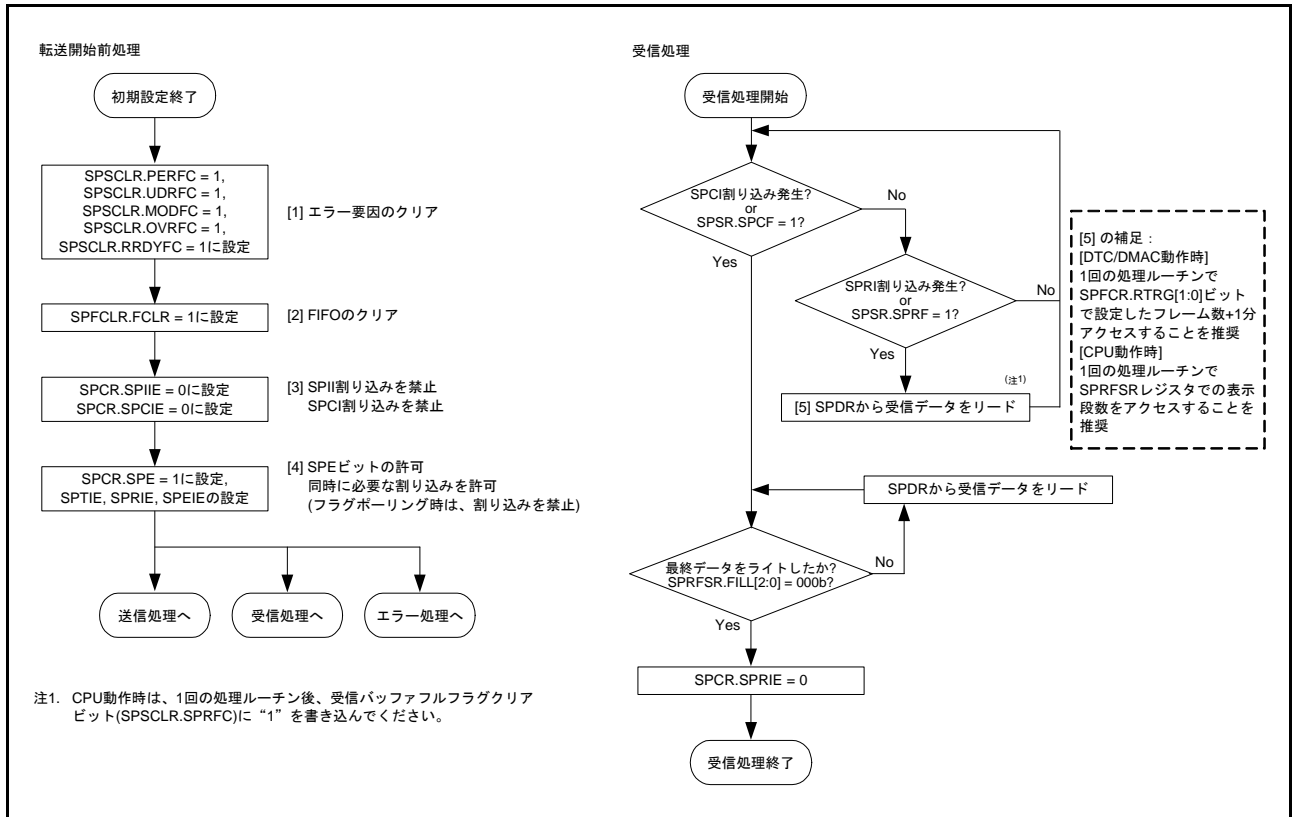 転送開始前処理
初期設定終了
SPSCLR.PERFC = 1,
SPSCLR.UDRFC = 1,
SPSCLR.MODFC = 1,
SPSCLR.OVRFC = 1,
SPSCLR.RRDYFC = 1に設定
[1] エラー要因のクリア
SPFCLR.FCLR = 1に設定
[2] FIFOのクリア
SPCR.SPIIE = 0に設定
SPCR.SPCIE = 0に設定
[3] SPII割り込みを禁止
SPCI割り込みを禁止
SPCR.SPE = 1に設定,
SPTIE, SPRIE, SPEIEの設定
[4] SPEビットの許可
同時に必要な割り込みを許可
(フラグポーリング時は、割り込みを禁止)
送信処理へ
受信処理へ
エラー処理へ
注1. CPU動作時は、1回の処理ルーチン後、受信バッファフルフラグクリア
ビット(SPSCLR.SPRFC)に“1”を書き込んでください。
受信処理
受信処理開始
SPCI割り込み発生?
or
SPSR.SPCF = 1?
No
Yes
SPRI割り込み発生?
or
SPSR.SPRF = 1?
No
Yes
(注1)
[5] SPDRから受信データをリード
[5] の補足：
[DTC/DMAC動作時]
1回の処理ルーチンで
SPFCR.RTRG[1:0]ビット
で設定したフレーム数+1分
アクセスすることを推奨
[CPU動作時]
1回の処理ルーチンで
SPRFSRレジスタでの表示
段数をアクセスすることを
推奨
SPDRから受信データをリード
最終データをライトしたか?
SPRFSR.FILL[2:0] = 000b?
No
Yes
SPCR.SPRIE = 0
受信処理終了